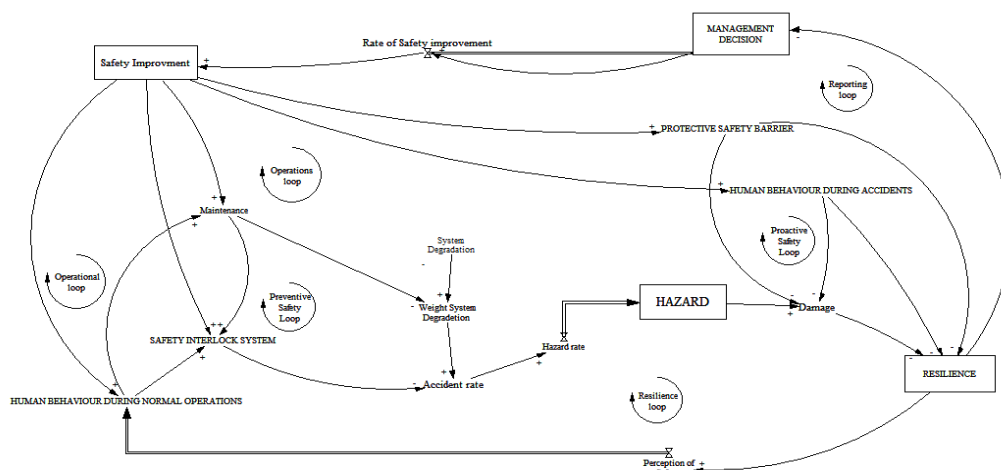 MANAGEMENT
DECISION
-
Rate of Safety improvement
+
Safety Improvment
+
Reporting
loop
+
PROTECTIVE SAFETY BARRIER
Operations
loop
+
HUMAN BEHAVIOUR DURING ACCIDENTS
+
+
Maintenance
+
System
Degradation
-
Proactive
Safety
Loop
Operational
loop
Preventive
Safety
Loop
+
-
Weight System
Degradation
HAZARD
-
-
Damage
+
++
SAFETY INTERLOCK SYSTEM
+
Hazard rate
+
-
-
-
-
RESILIENCE
+
-
Accident rate
+
HUMAN BEHAVIOUR DURING NORMAL OPERATIONS
Resilience
loop
Perception of
+